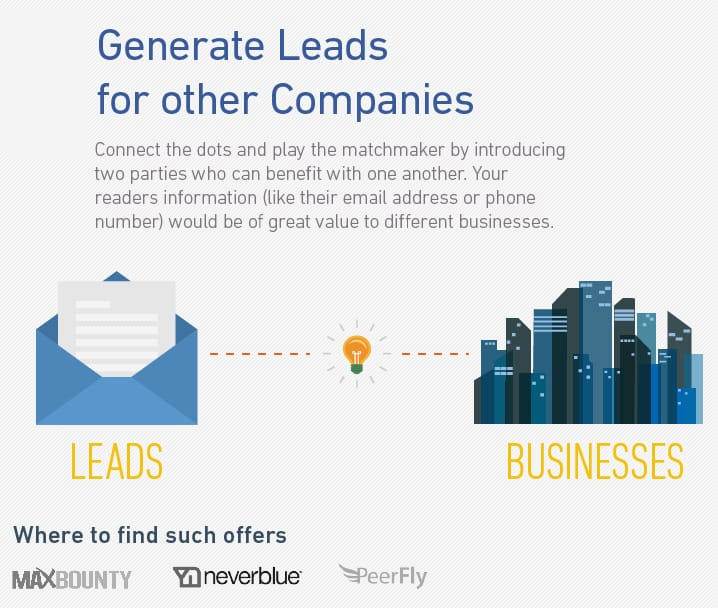 Generate Leads
for other Companies
Connect the dots and play the matchmaker by introducing
two parties who can benefit with one another. Your
readers information (like their email address or phone
number) would be of great value to different businesses.
LEADS
BUSINESSES
Where to find such offers
MAXBOUNTY
neverblue
PeerFly